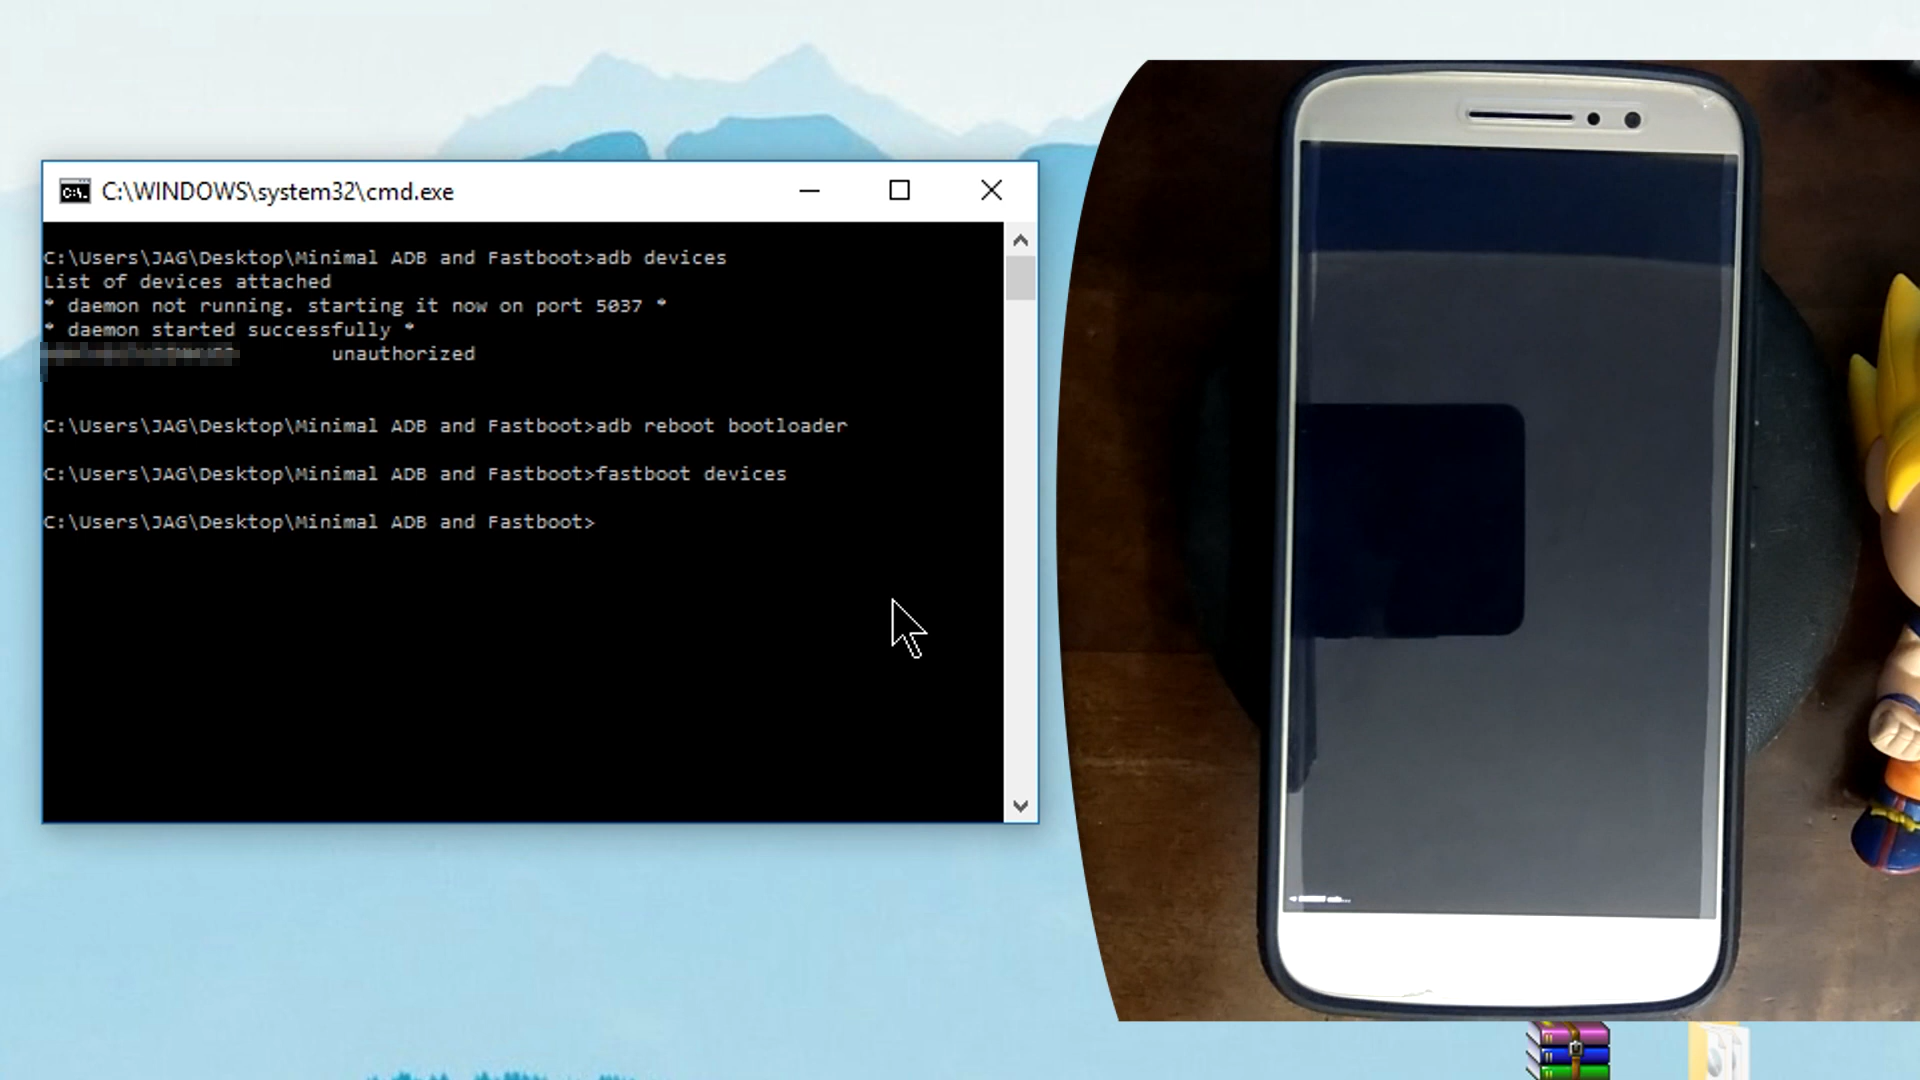 C:\WINDOWS\system32\cmd.exe
C:\Users\JAG\Desktop\Minimal ADB and Fastboot>adb devices
List of devices attached
* daemon not running. starting it now on port 5037 *
* daemon started successfully *
unauthorized
C:\Users\JAG\Desktop\Minimal ADB and Fastboot>adb reboot bootloader
C:\Users\JAG\Desktop\Minimal ADB and Fastboot>fastboot devices
C:\Users\JAG\Desktop\Minimal ADB and Fastboot>